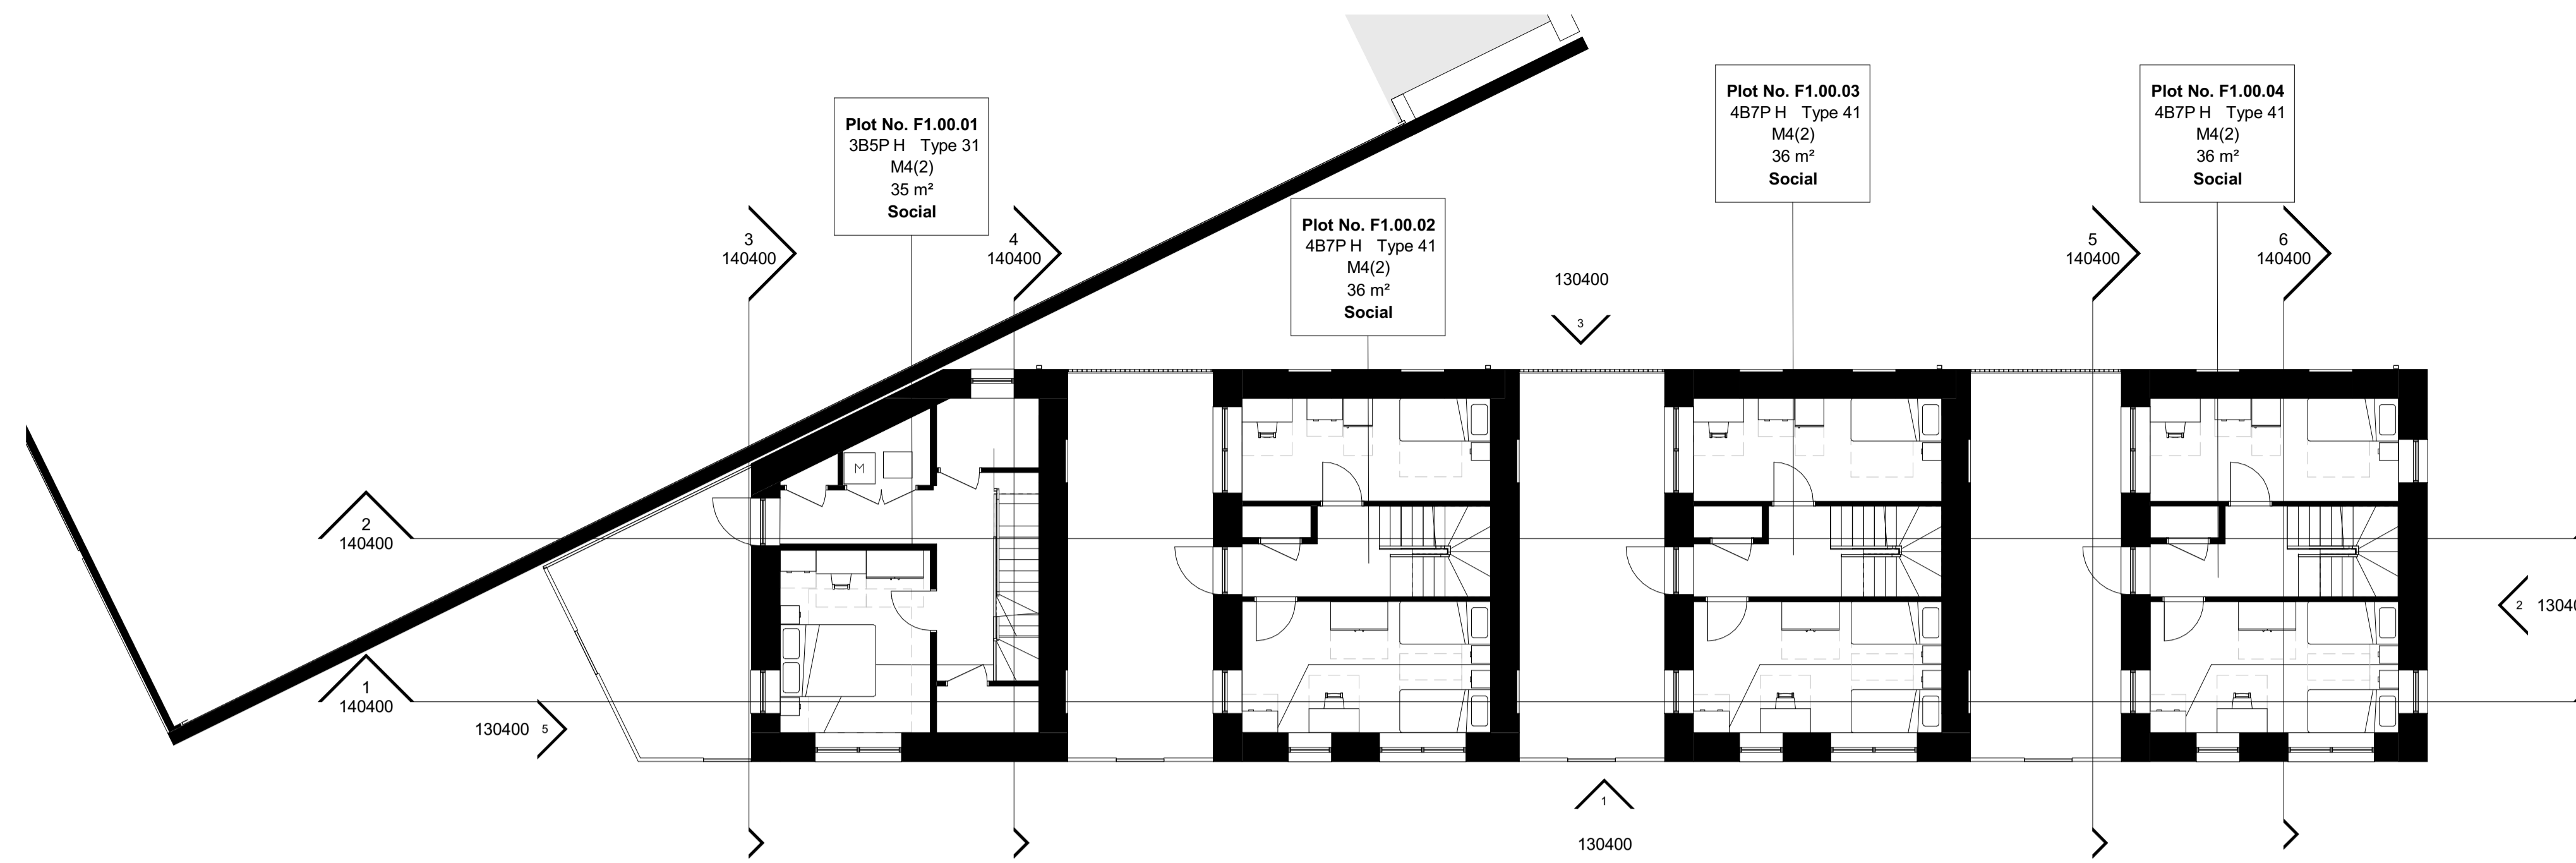 Plot No. F1.00.01
3B5P H Type 31
M4(2)
35 m²
Social
Plot No. F1.00.02
4B7P H Type 41
M4(2)
36 m²
Social
Plot No. F1.00.03
4B7P H Type 41
M4(2)
36 m²
Social
Plot No. F1.00.04
4B7P H Type 41
M4(2)
36 m²
Social
3
140400
4
140400
130400
3
5
140400
6
140400
M
2
140400
1
140400
130400 5
2 1304
1
130400